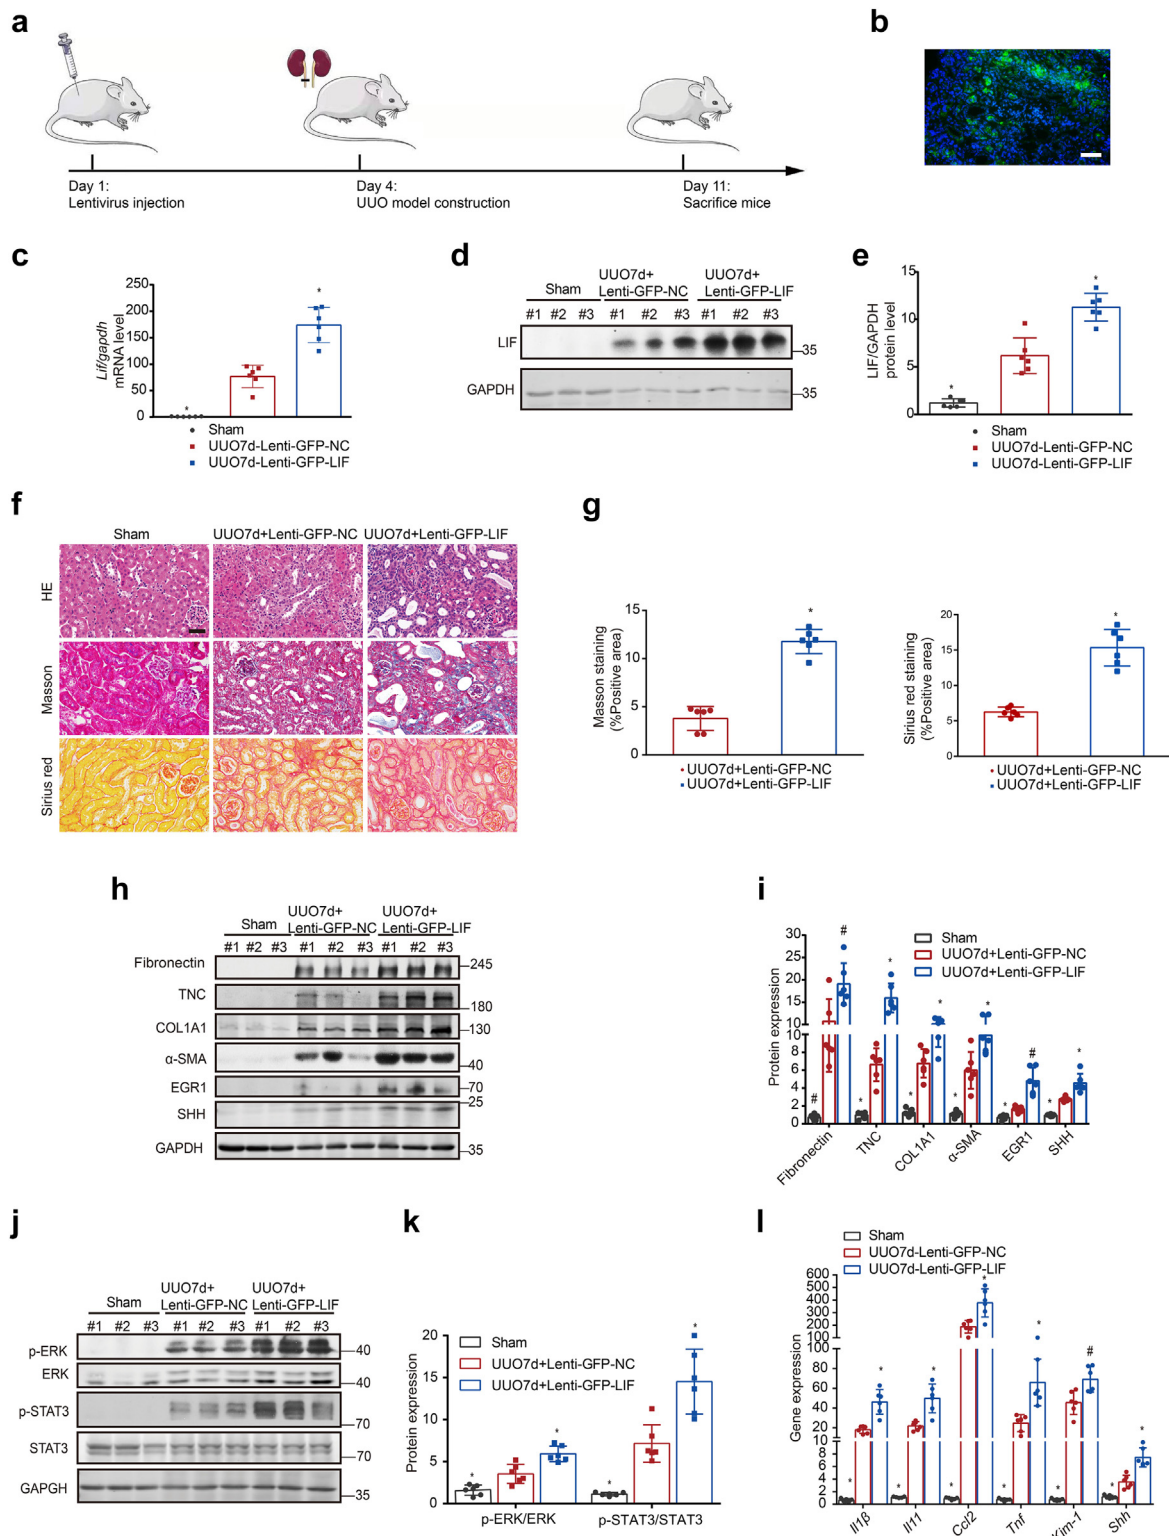 a
b
Day 1:
Lentivirus injection
Day 4:
UUO model construction
Day 11:
Sacrifice mice
c
Lif/gapdh
mRNA level
250
200
150
100
50
0
*
*
Sham
UUO7d-Lenti-GFP-NC
UUO7d-Lenti-GFP-LIF
d
Sham
UUO7d+
Lenti-GFP-NC
UUO7d+
Lenti-GFP-LIF
#1 #2 #3 #1 #2 #3 #1 #2 #3
LIF
35
GAPDH
35
e
LIF/GAPDH
protein level
15
10
5
0
*
*
Sham
UUO7d-Lenti-GFP-NC
UUO7d-Lenti-GFP-LIF
f
Sham
UUO7d+Lenti-GFP-NC
UUO7d+Lenti-GFP-LIF
HE
Masson
Sirius red
g
Masson staining
(%Positive area)
15
10
5
0
*
UUO7d+Lenti-GFP-NC
UUO7d+Lenti-GFP-LIF
Sirius red staining
(%Positive area)
20
15
10
5
0
*
UUO7d+Lenti-GFP-NC
UUO7d+Lenti-GFP-LIF
h
Sham
UUO7d+
Lenti-GFP-NC
UUO7d+
Lenti-GFP-LIF
#1 #2 #3 #1 #2 #3 #1 #2 #3
Fibronectin
245
TNC
180
COL1A1
130
α-SMA
40
EGR1
70
25
SHH
GAPDH
35
i
Protein expression
30
25
20
15
10
10
8
6
4
2
0
Sham
UUO7d+Lenti-GFP-NC
UUO7d+Lenti-GFP-LIF
# # * * * * * * * # * *
Fibronectin
TNC
COL1A1
α-SMA
EGR1
SHH
j
Sham
UUO7d+
Lenti-GFP-NC
UUO7d+
Lenti-GFP-LIF
#1 #2 #3 #1 #2 #3 #1 #2 #3
p-ERK
40
ERK
40
p-STAT3
70
STAT3
70
GAPGH
35
k
Protein expression
20
15
10
5
0
Sham
UUO7d+Lenti-GFP-NC
UUO7d+Lenti-GFP-LIF
* * * *
p-ERK/ERK
p-STAT3/STAT3
l
Sham
UUO7d-Lenti-GFP-NC
UUO7d-Lenti-GFP-LIF
Gene expression
600
500
400
300
200
100
100
80
60
40
20
10
8
6
4
2
0
* * * * * * * * * # * *
Il1β
Il11
Ccl2
Tnf
Kim-1
Shh